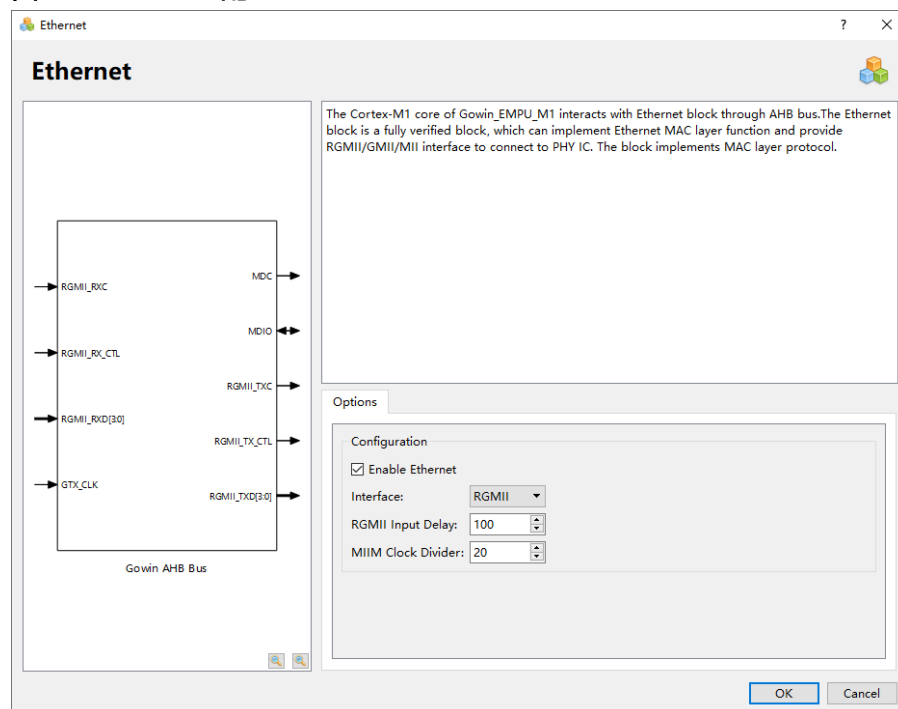 Ethernet
?
Ethernet
The Cortex-M1 core of Gowin_EMPU_M1 interacts with Ethernet block through AHB bus.The Ethernet
block is a fully verified block, which can implement Ethernet MAC layer function and provide
RGMII/GMII/MII interface to connect to PHY IC. The block implements MAC layer protocol.
RGMII_RXC
RGMII_RX_CTL
RGMII_RXD[3:0]
GTX_CLK
MDC
MDIO
RGMII_TXC
RGMII_TX_CTL
RGMII_TXD[3:0]
Gowin AHB Bus
Options
Configuration
Enable Ethernet
Interface: RGMII
RGMII Input Delay: 100
MIIM Clock Divider: 20
OK Cancel